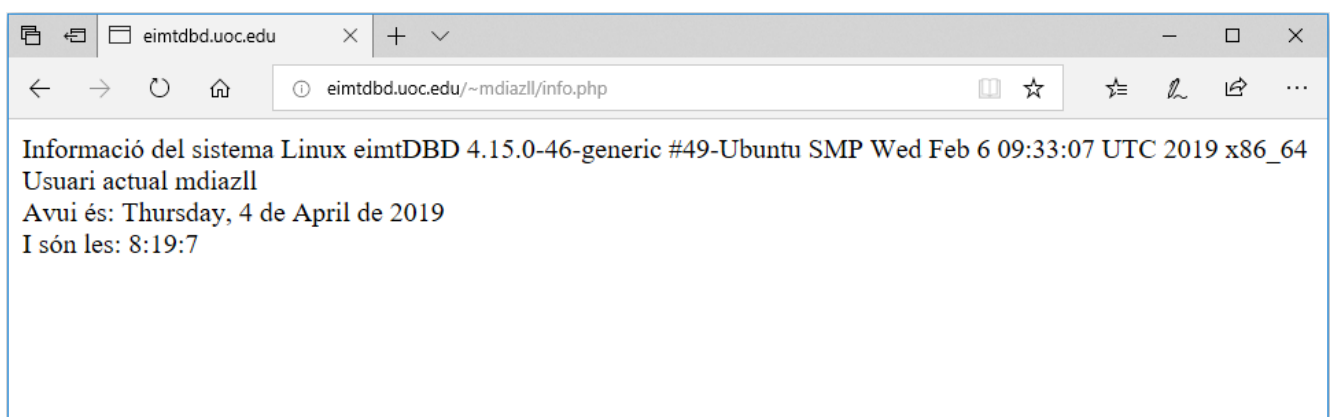 eimtdbd.uoc.edu
eimtdbd.uoc.edu/~mdiazll/info.php
Informació del sistema Linux eimtDBD 4.15.0-46-generic #49-Ubuntu SMP Wed Feb 6 09:33:07 UTC 2019 x86_64
Usuari actual mdiazll
Avui és: Thursday, 4 de April de 2019
I són les: 8:19:7